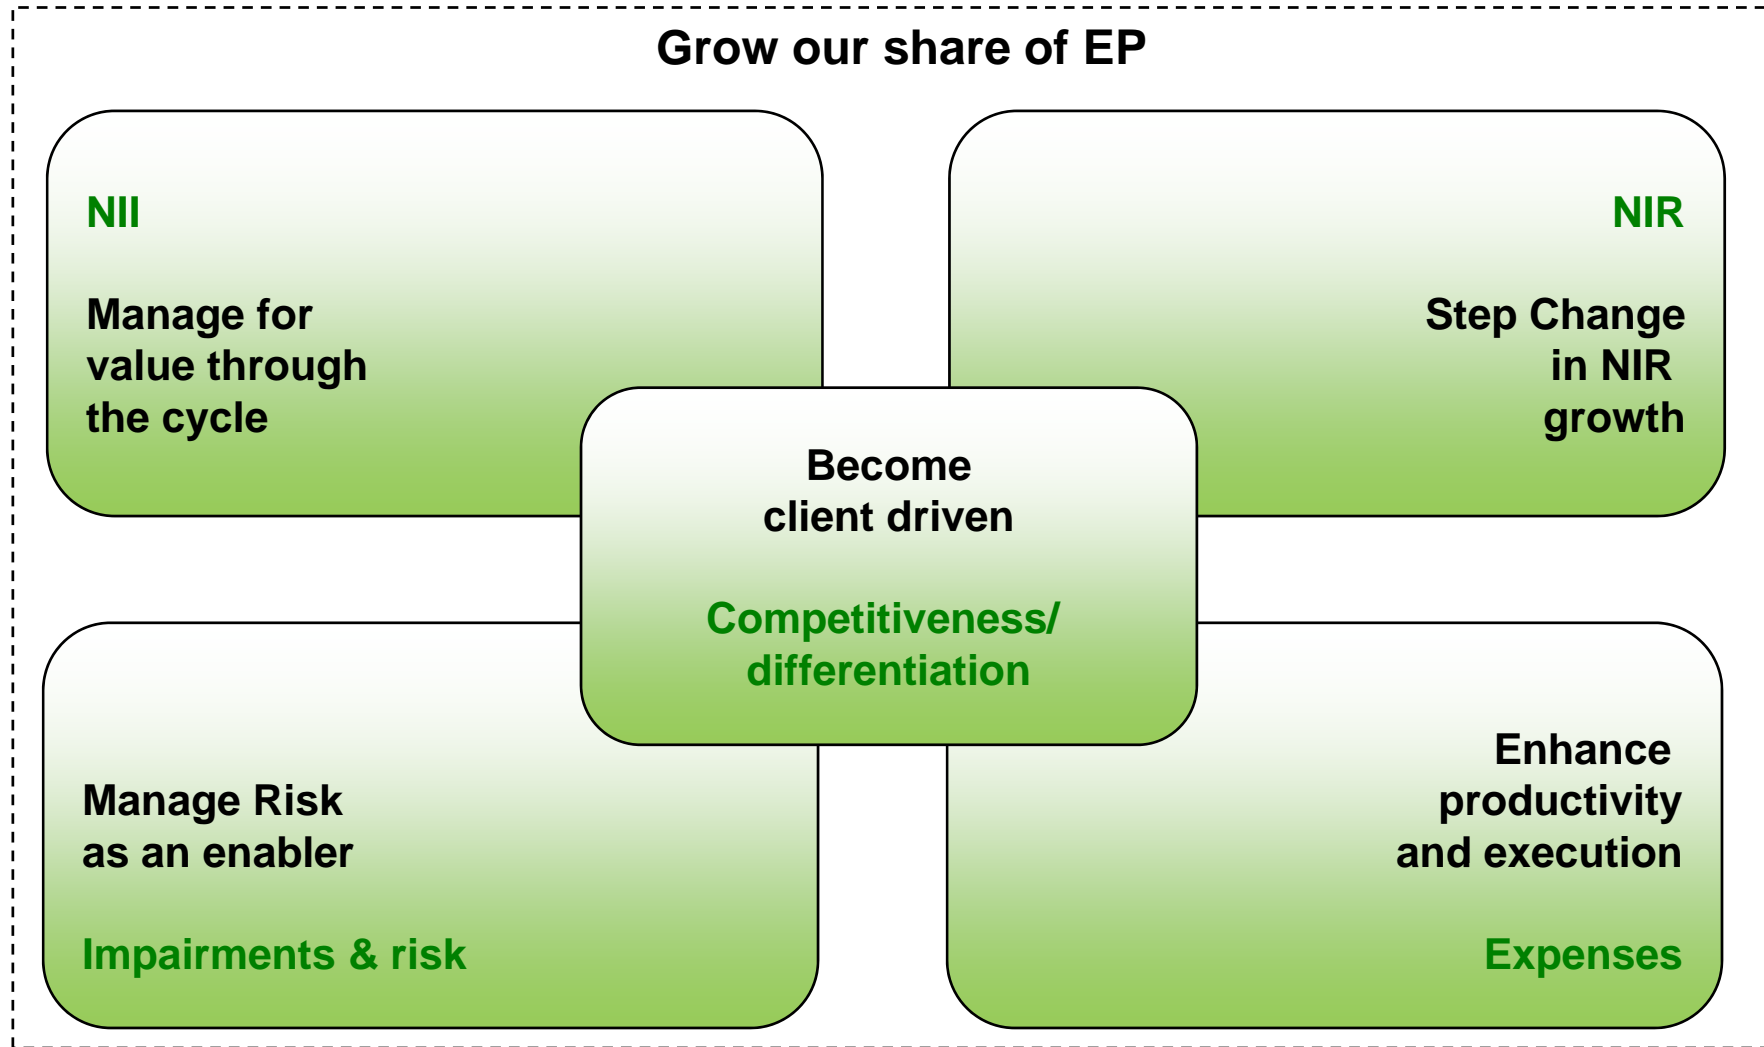 Grow our share of EP
NII
Manage for
value through
the cycle
NIR
Step Change
in NIR
growth
Become
client driven
Competitiveness/
differentiation
Manage Risk
as an enabler
Impairments & risk
Enhance
productivity
and execution
Expenses